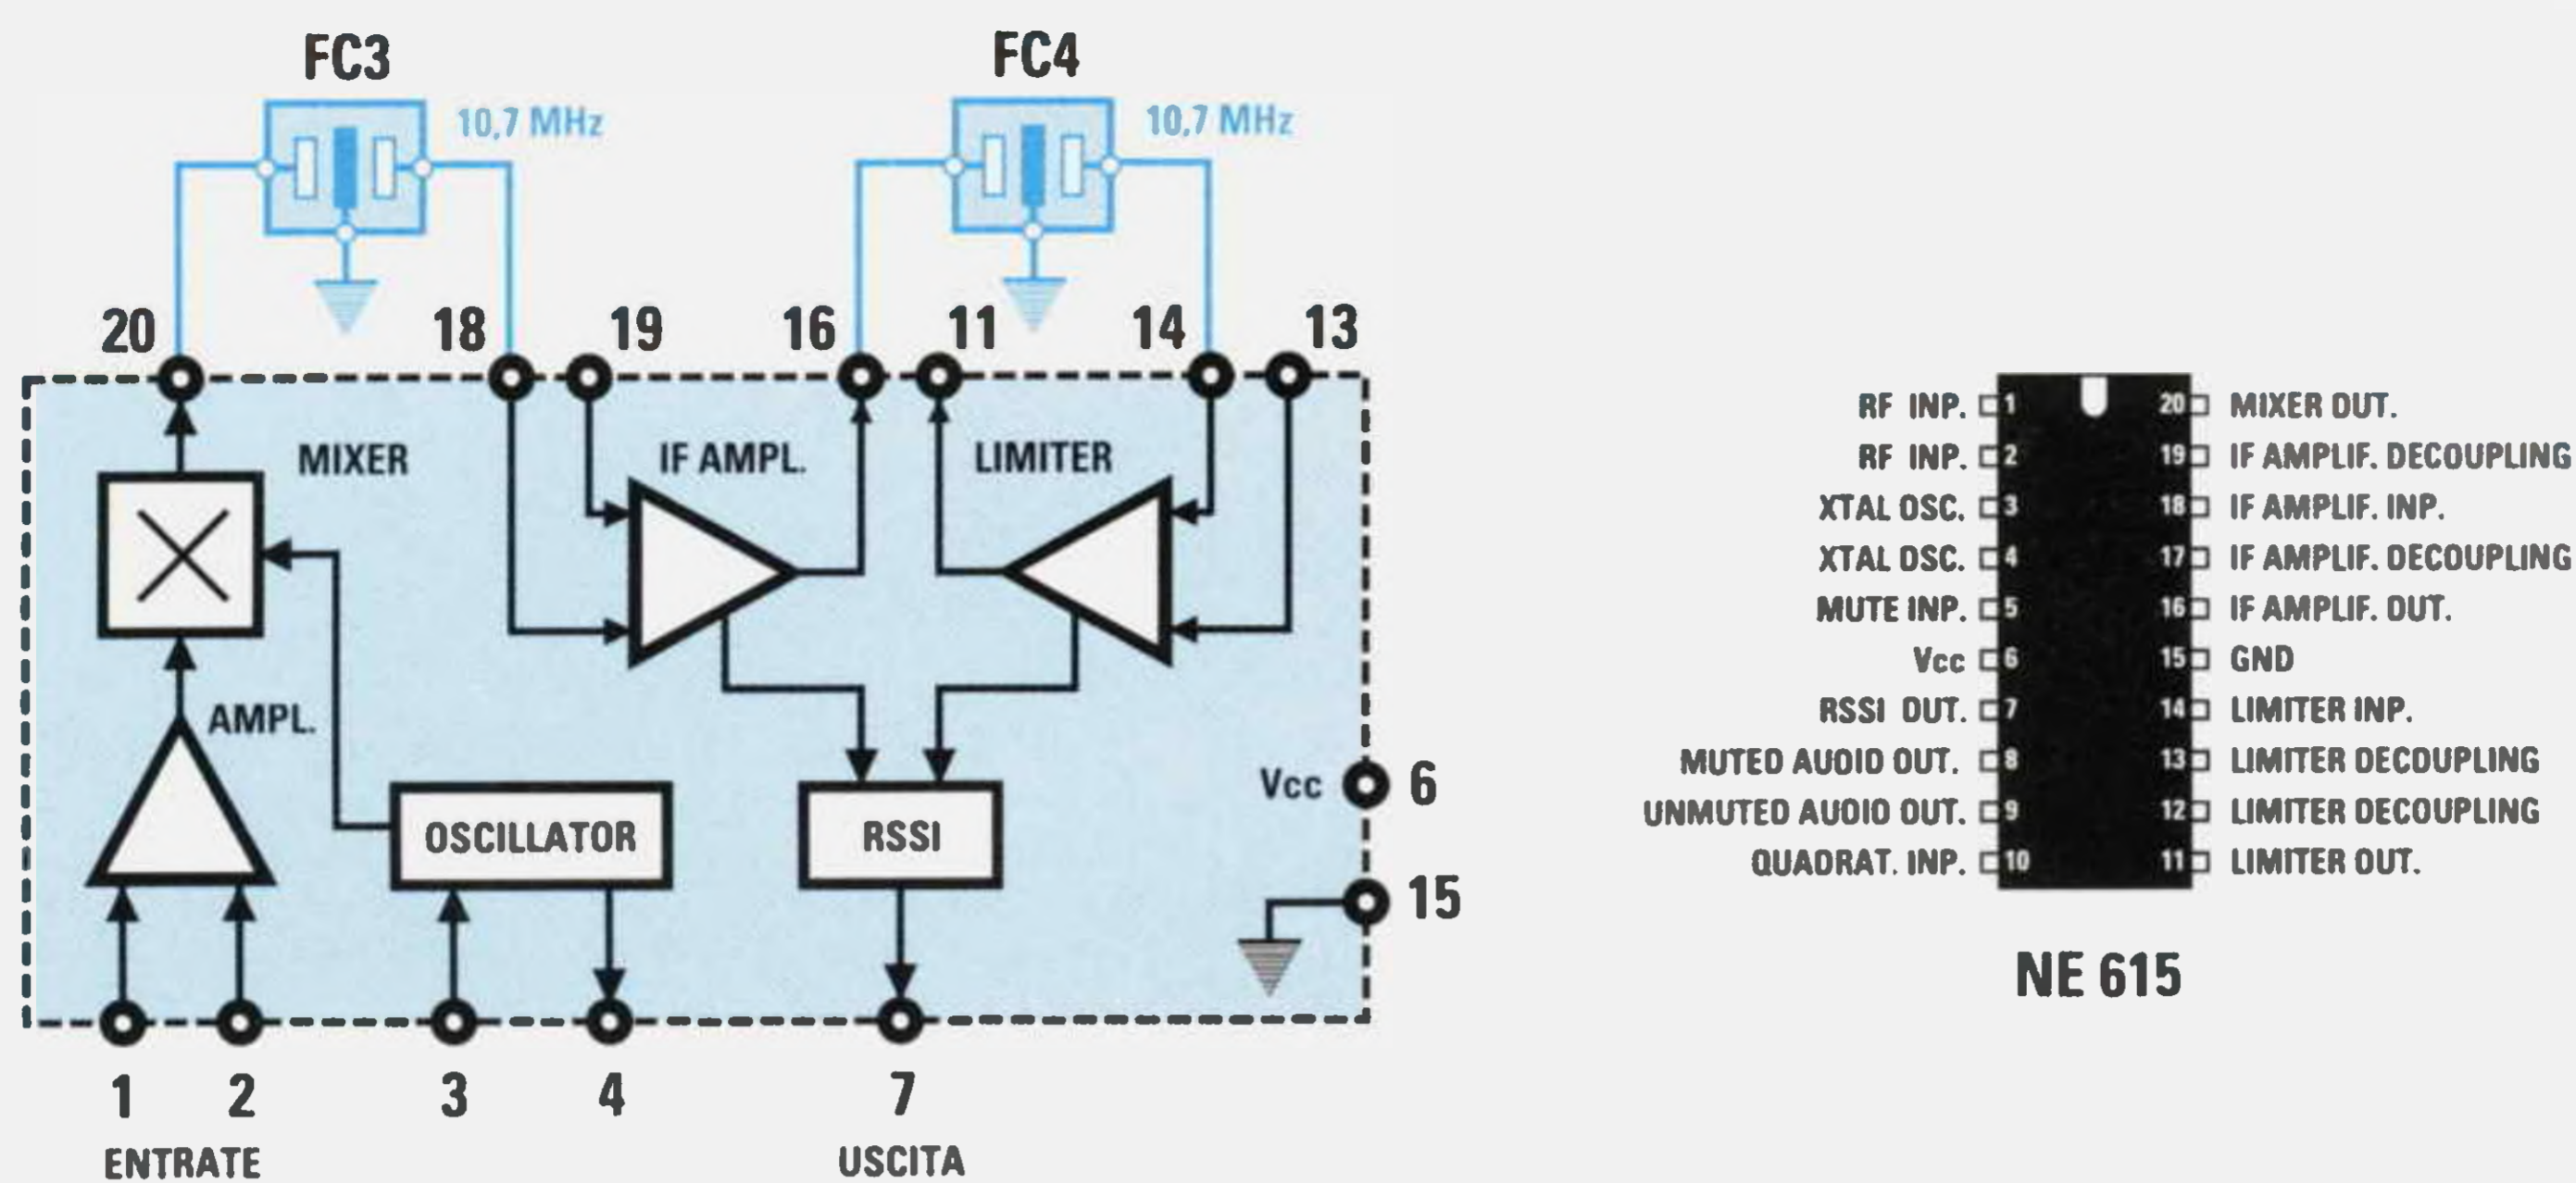 FC3
FC4
10,7 MHz
10,7 MHz
20
18
19
16
11
14
13
MIXER
IF AMPL.
LIMITER
AMPL.
OSCILLATOR
RSSI
Vcc
6
15
1
2
3
4
7
ENTRATE
USCITA
RF INP. 1
RF INP. 2
XTAL OSC. 3
XTAL OSC. 4
MUTE INP. 5
Vcc 6
RSSI OUT. 7
MUTED AUOIO OUT. 8
UNMUTED AUOIO OUT. 9
QUADRAT. INP. 10
20 MIXER OUT.
19 IF AMPLIF. DECOUPLING
18 IF AMPLIF. INP.
17 IF AMPLIF. DECOUPLING
16 IF AMPLIF. OUT.
15 GND
14 LIMITER INP.
13 LIMITER DECOUPLING
12 LIMITER DECOUPLING
11 LIMITER OUT.
NE 615